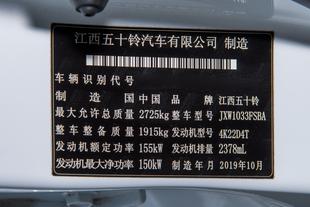 江西五十铃汽车有限公司 制造
车辆识别代号
制造国 中国 品牌 江西五十铃
最大允许总质量 2725kg 整车型号 JXW1033FSBA
整车整备质量 1915kg 发动机型号 4K22D4T
发动机额定功率 155kW 发动机排量 2378mL
发动机最大净功率 150kW 制造年月 2019年10月